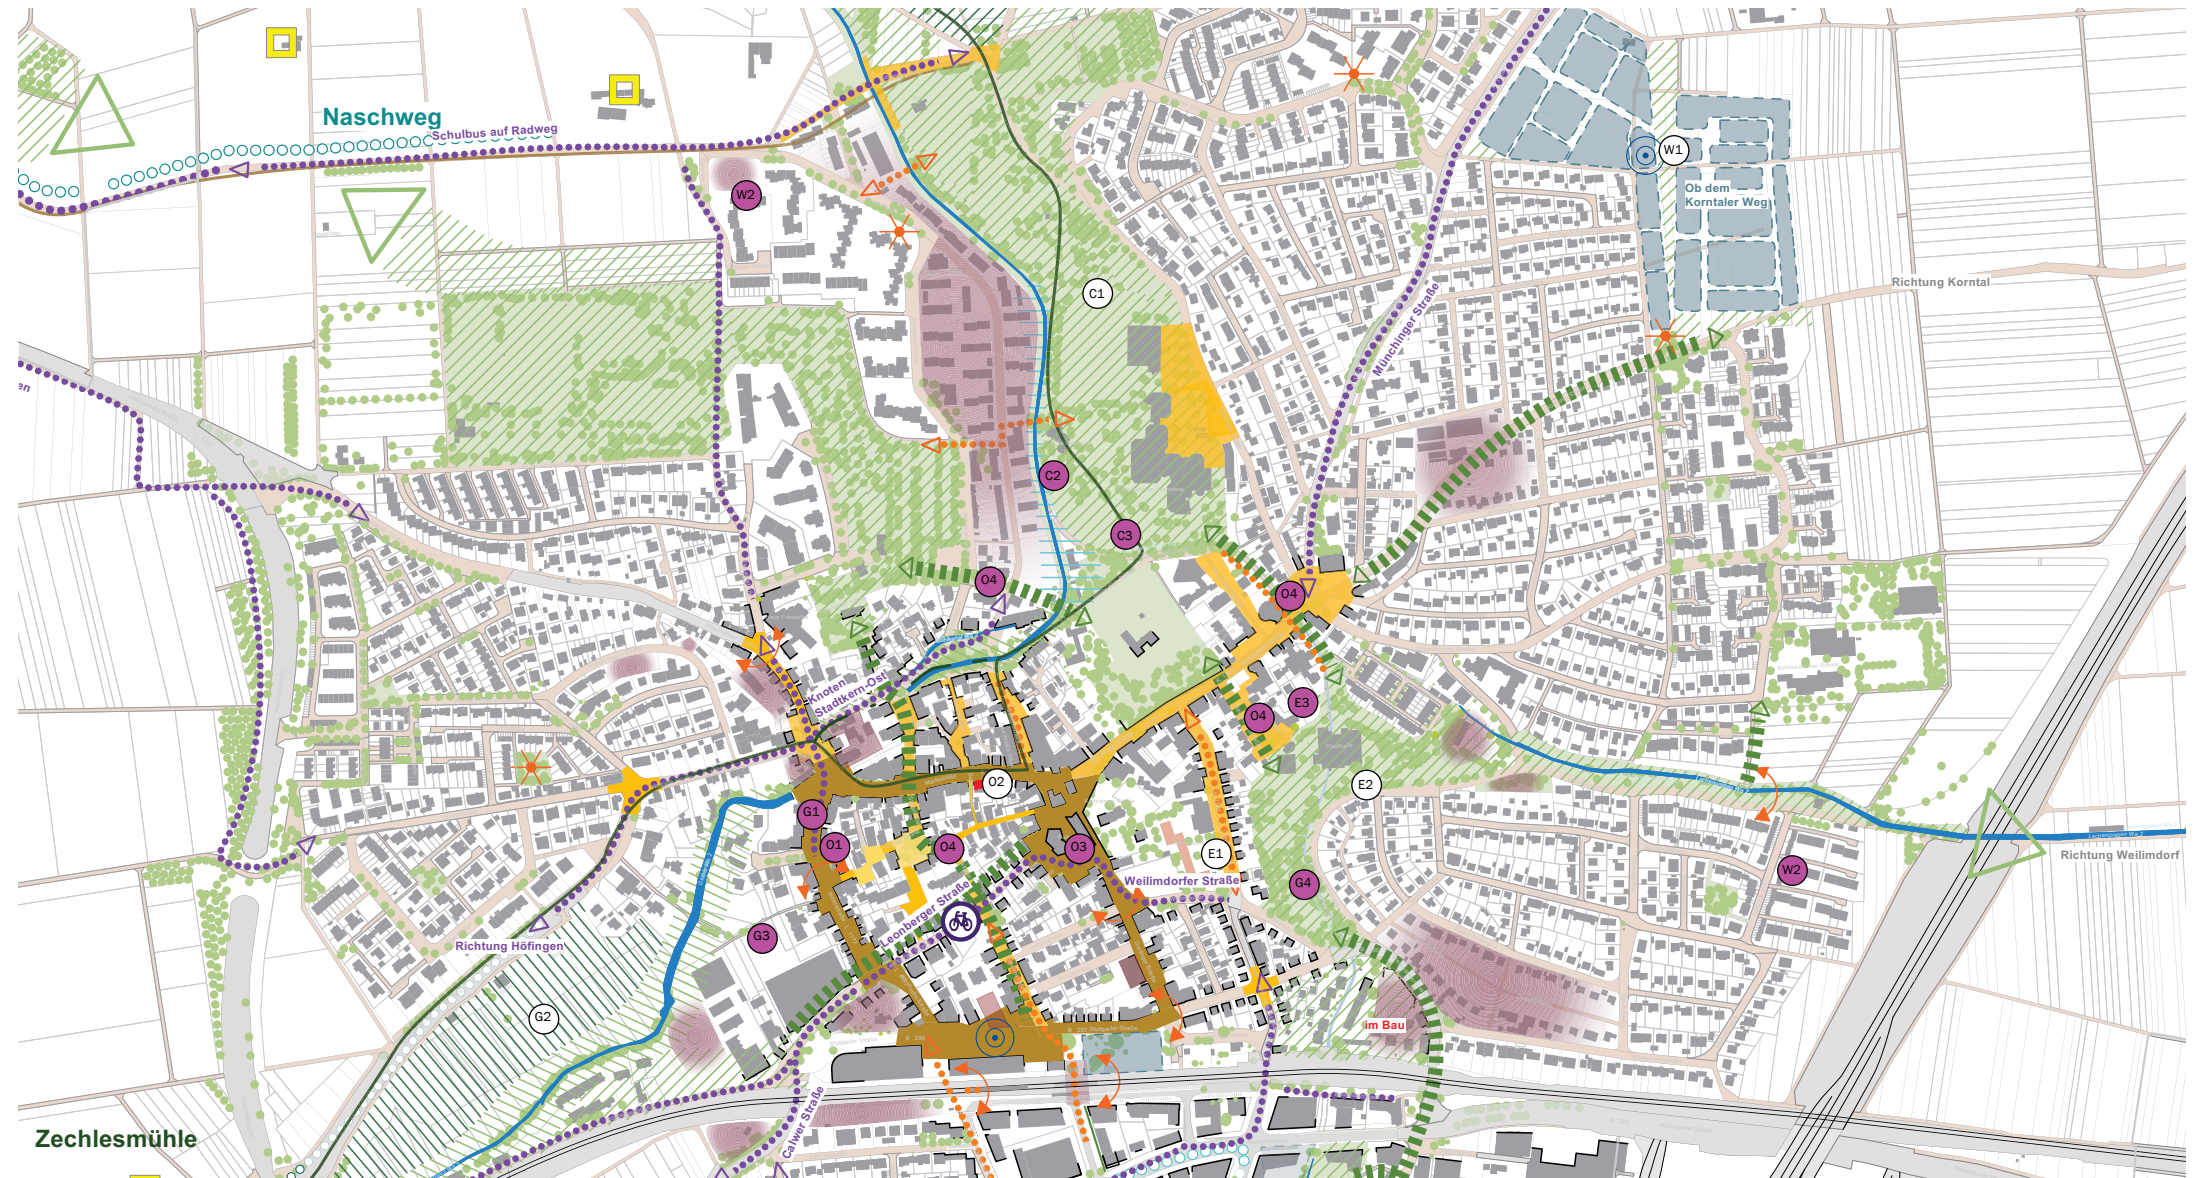 Naschweg
Schulbus auf Radweg
W1
Ob dem
Korntaler Weg
W2
Richtung Korntal
C1
Münchinger Straße
en
C2
C3
O4
O4
Knoten
Stadtkern-Ost
E3
O4
O2
E2
G1
O1
O4
O3
E1
Weilimdorfer Straße
G4
W2
Richtung Weilimdorf
Leonberger Straße
Richtung Höfingen
G3
G2
im Bau
Calwer Straße
Zechlesmühle